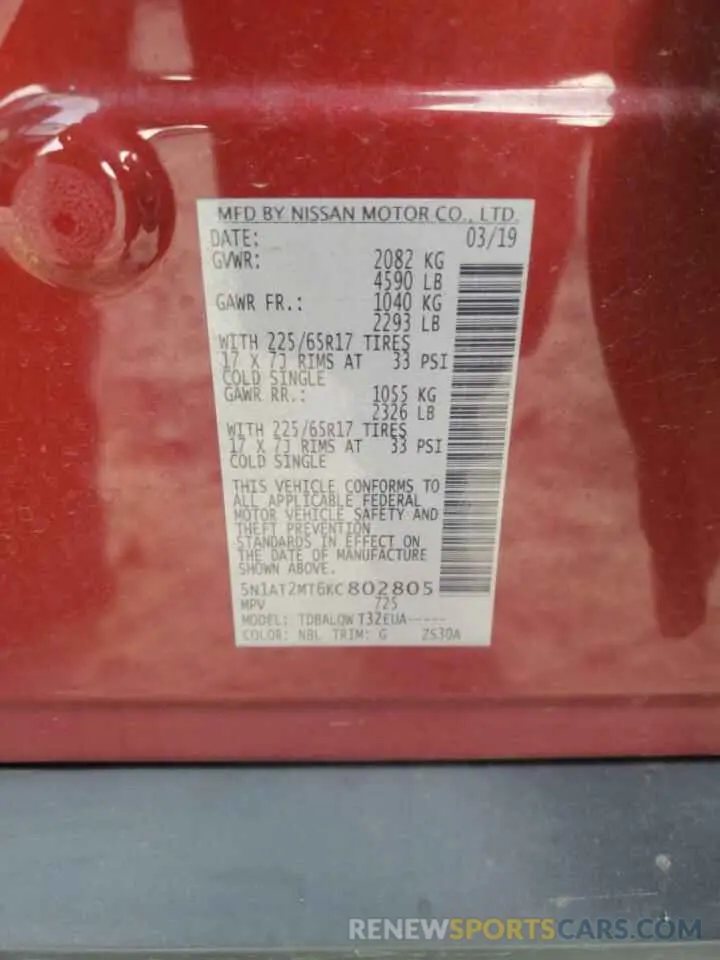 MFD BY NISSAN MOTOR CO., LTD.
DATE: 03/19
GVWR: 2082 KG
4590 LB
GAWR FR.: 1040 KG
2293 LB
WITH 225/65R17 TIRES
17 X 7J RIMS AT 33 PSI
COLD SINGLE
GAWR RR.: 1055 KG
2326 LB
WITH 225/65R17 TIRES
17 X 7J RIMS AT 33 PSI
COLD SINGLE
THIS VEHICLE CONFORMS TO
ALL APPLICABLE FEDERAL
MOTOR VEHICLE SAFETY AND
THEFT PREVENTION
STANDARDS IN EFFECT ON
THE DATE OF MANUFACTURE
SHOWN ABOVE.
5N1AT2MT6KC802805
MPV 725
MODEL: TDBALQW T32EUA-----
COLOR: NBL TRIM: G ZS30A
RENEWSPORTSCARS.COM